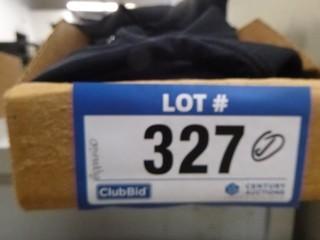 LOT #
327 J
ClubBid
CENTURY
AUCTIONS